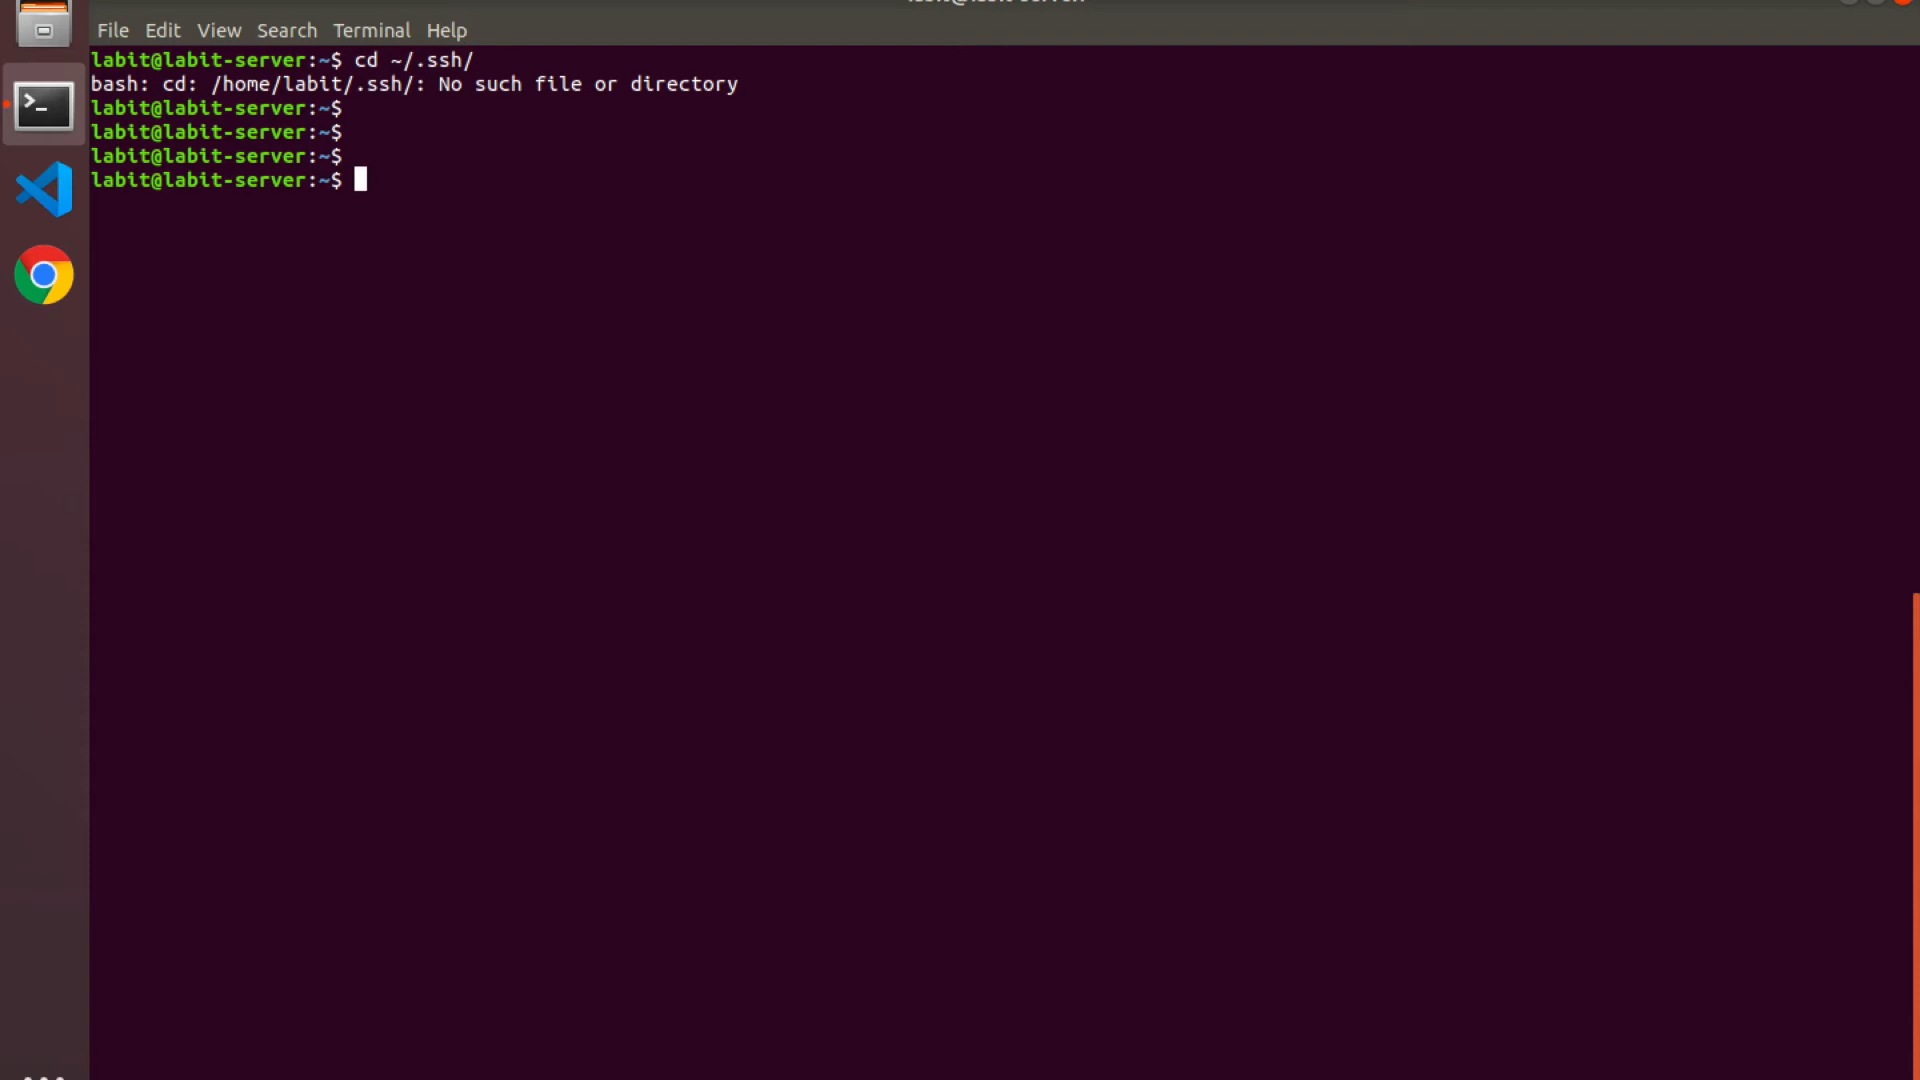 File Edit View Search Terminal Help
labit@labit-server:~$ cd ~/.ssh/
bash: cd: /home/labit/.ssh/: No such file or directory
labit@labit-server:~$
labit@labit-server:~$
labit@labit-server:~$
labit@labit-server:~$